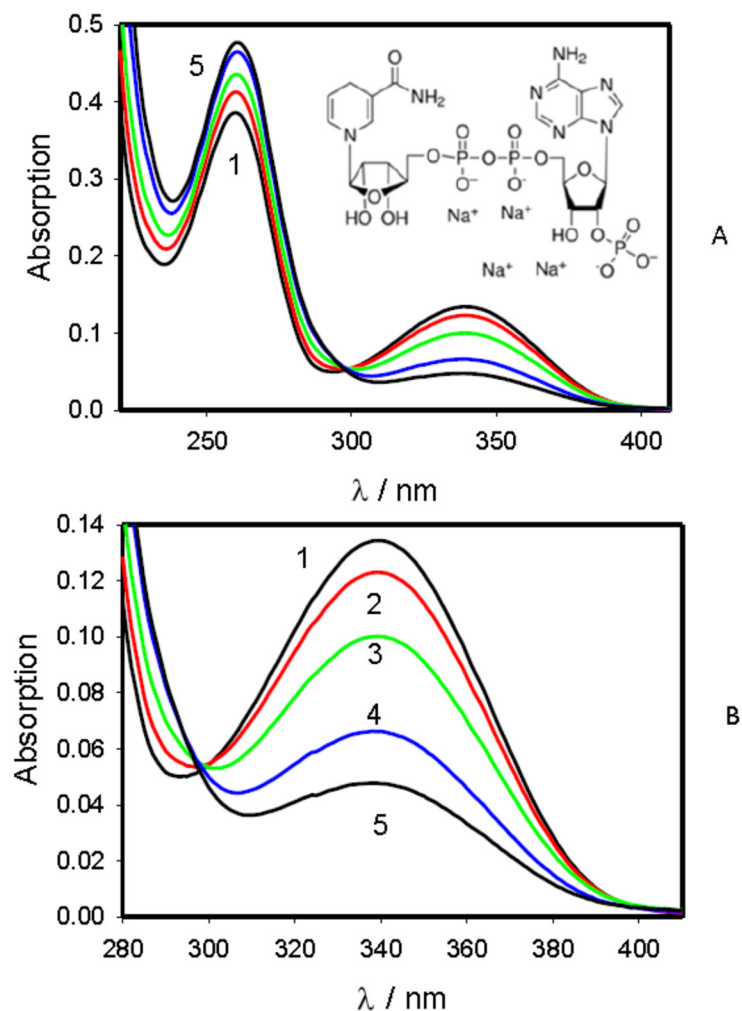 0.5
0.4
0.3
0.2
0.1
0.0
Absorption
5
1
O
NH₂
N
O
O
P
O⁻
O
O
P
O⁻
O
O
HO OH
NH₂
N
N
N
N
O
HO
O
P
O
O⁻
⁻O
Na⁺ Na⁺
Na⁺ Na⁺
A
250 300 350 400
λ / nm
0.14
0.12
0.10
0.08
0.06
0.04
0.02
0.00
Absorption
1
2
3
4
5
B
280 300 320 340 360 380 400
λ / nm